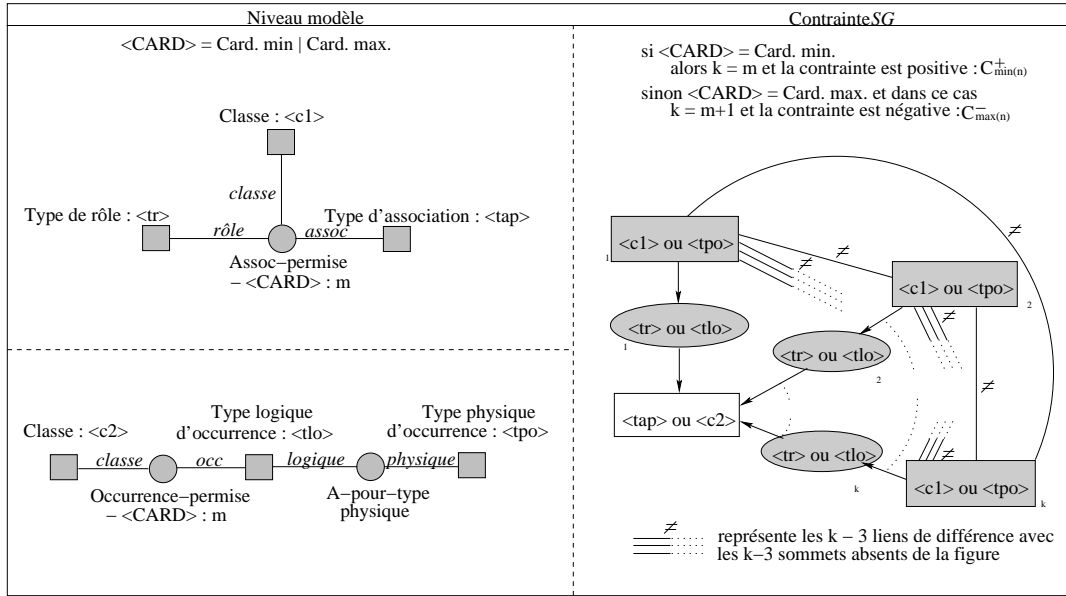 Niveau modèle
ContrainteSG
<CARD> = Card. min | Card. max.
si <CARD> = Card. min.
alors k = m et la contrainte est positive : C+min(n)
sinon <CARD> = Card. max. et dans ce cas
k = m+1 et la contrainte est négative :C−max(n)
Classe : <c1>
classe
Type de rôle : <tr>
Type d'association : <tap>
rôle
assoc
Assoc−permise
− <CARD> : m
Classe : <c2>
Type logique
d'occurrence : <tlo>
Type physique
d'occurrence : <tpo>
classe
occ
logique
physique
Occurrence−permise
− <CARD> : m
A−pour−type
physique
<c1> ou <tpo>
1
≠
≠
≠
<c1> ou <tpo>
2
≠
<tr> ou <tlo>
1
<tr> ou <tlo>
2
≠
<tap> ou <c2>
<tr> ou <tlo>
k
≠
<c1> ou <tpo>
k
≠
représente les k − 3 liens de différence avec
les k−3 sommets absents de la figure